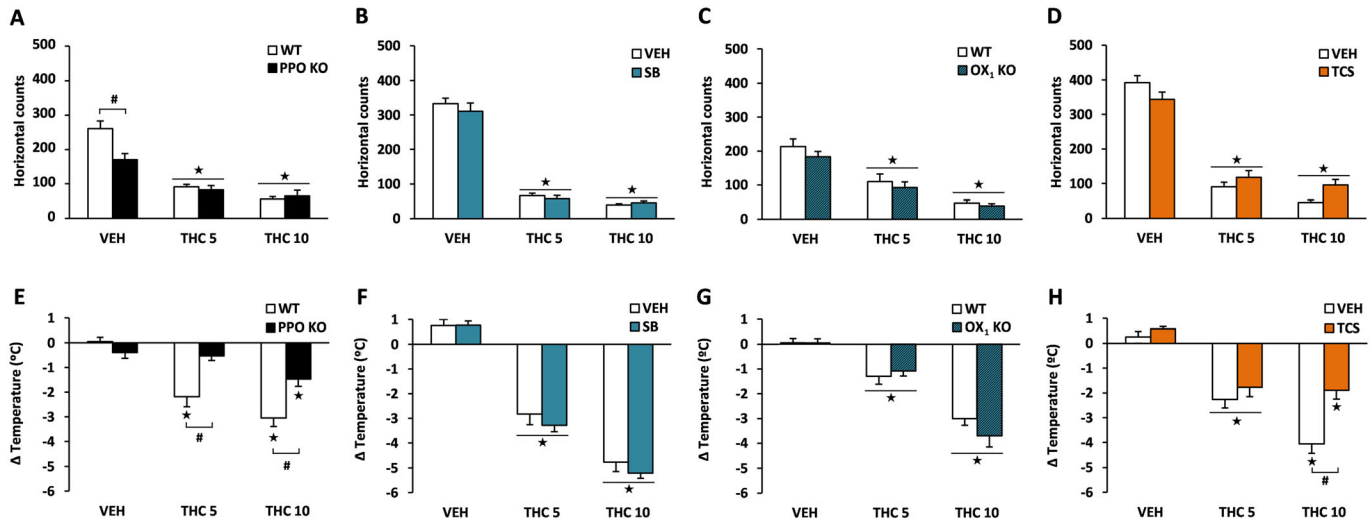 A
WT
PPO KO
Horizontal counts
500
400
300
200
100
0
#
★
★
VEH
THC 5
THC 10
B
VEH
SB
Horizontal counts
500
400
300
200
100
0
★
★
VEH
THC 5
THC 10
C
WT
OX₁ KO
Horizontal counts
500
400
300
200
100
0
★
★
VEH
THC 5
THC 10
D
VEH
TCS
Horizontal counts
500
400
300
200
100
0
★
★
VEH
THC 5
THC 10
E
WT
PPO KO
Δ Temperature (ºC)
1
0
-1
-2
-3
-4
-5
-6
★
#
★
★
#
VEH
THC 5
THC 10
F
VEH
SB
Δ Temperature (ºC)
1
0
-1
-2
-3
-4
-5
-6
★
★
VEH
THC 5
THC 10
G
WT
OX₁ KO
Δ Temperature (ºC)
1
0
-1
-2
-3
-4
-5
-6
★
★
VEH
THC 5
THC 10
H
VEH
TCS
Δ Temperature (ºC)
1
0
-1
-2
-3
-4
-5
-6
★
★
★
#
VEH
THC 5
THC 10